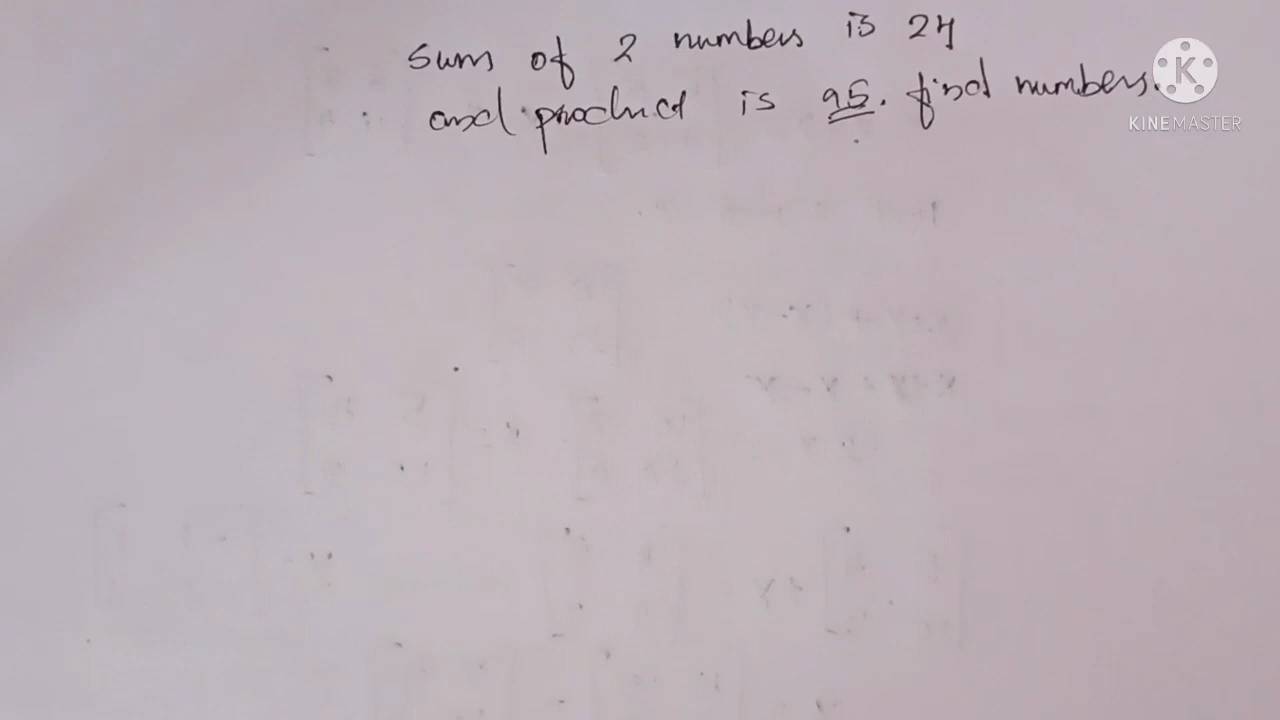 Sum of 2 numbers is 24
and product is 95. find numbers.
K
KINEMASTER